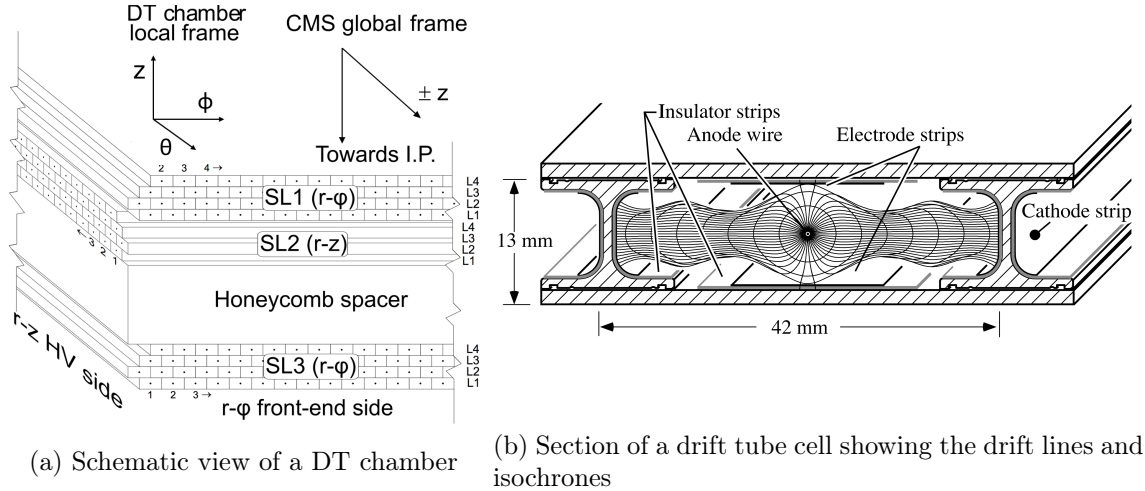 DT chamber
local frame
CMS global frame
z
ϕ
θ
± z
Towards I.P.
2 3 4→
SL1 (r-φ)
L4
L3
L2
L1
SL2 (r-z)
L4
L3
L2
L1
←3 2 1
Honeycomb spacer
SL3 (r-φ)
L4
L3
L2
L1
1 2 3→
r-z HV side
r-φ front-end side
(a) Schematic view of a DT chamber
Insulator strips
Anode wire
Electrode strips
Cathode strip
13 mm
42 mm
(b) Section of a drift tube cell showing the drift lines and
isochrones